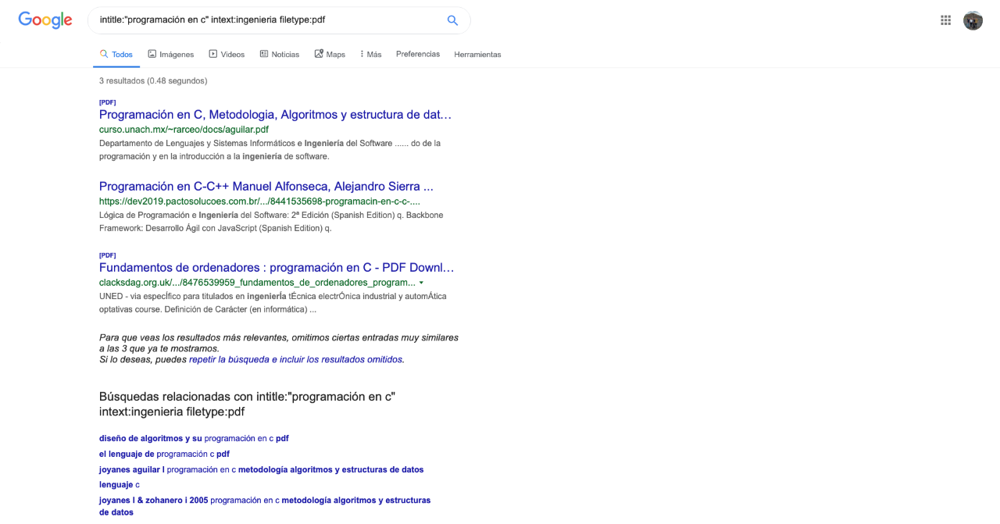 Google
intitle:"programación en c" intext:ingenieria filetype:pdf
Todos Imágenes Videos Noticias Maps Más Preferencias Herramientas
3 resultados (0.48 segundos)
[PDF]
Programación en C, Metodologia, Algoritmos y estructura de dat...
curso.unach.mx/~rarceo/docs/aguilar.pdf
Departamento de Lenguajes y Sistemas Informáticos e Ingeniería del Software ...... do de la
programación y en la introducción a la ingeniería de software.
Programación en C-C++ Manuel Alfonseca, Alejandro Sierra ...
https://dev2019.pactosolucoes.com.br/.../8441535698-programacin-en-c-c-....
Lógica de Programación e Ingeniería del Software: 2ª Edición (Spanish Edition) q. Backbone
Framework: Desarrollo Ágil con JavaScript (Spanish Edition) q.
[PDF]
Fundamentos de ordenadores : programación en C - PDF Downl...
clacksdag.org.uk/.../8476539959_fundamentos_de_ordenadores_program...
UNED - via especÍfico para titulados en ingenierÍa tÉcnica electrÓnica industrial y automÁtica
optativas course. Definición de Carácter (en informática) ...
Para que veas los resultados más relevantes, omitimos ciertas entradas muy similares
a las 3 que ya te mostramos.
Si lo deseas, puedes repetir la búsqueda e incluir los resultados omitidos.
Búsquedas relacionadas con intitle:"programación en c"
intext:ingenieria filetype:pdf
diseño de algoritmos y su programación en c pdf
el lenguaje de programación c pdf
joyanes aguilar l programación en c metodología algoritmos y estructuras de datos
lenguaje c
joyanes l & zohanero i 2005 programación en c metodología algoritmos y estructuras
de datos